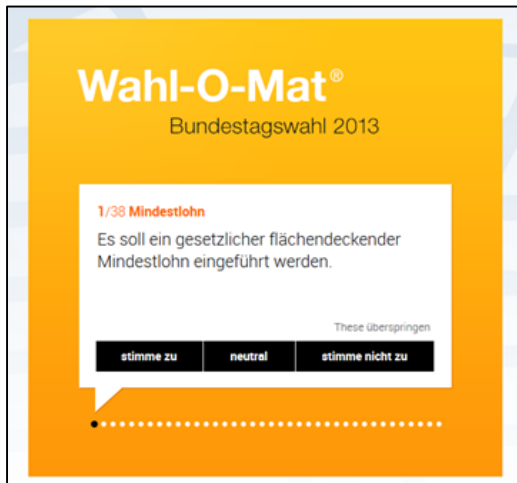 Wahl-O-Mat®
Bundestagswahl 2013
1/38 Mindestlohn
Es soll ein gesetzlicher flächendeckender
Mindestlohn eingeführt werden.
These überspringen
stimme zu neutral stimme nicht zu